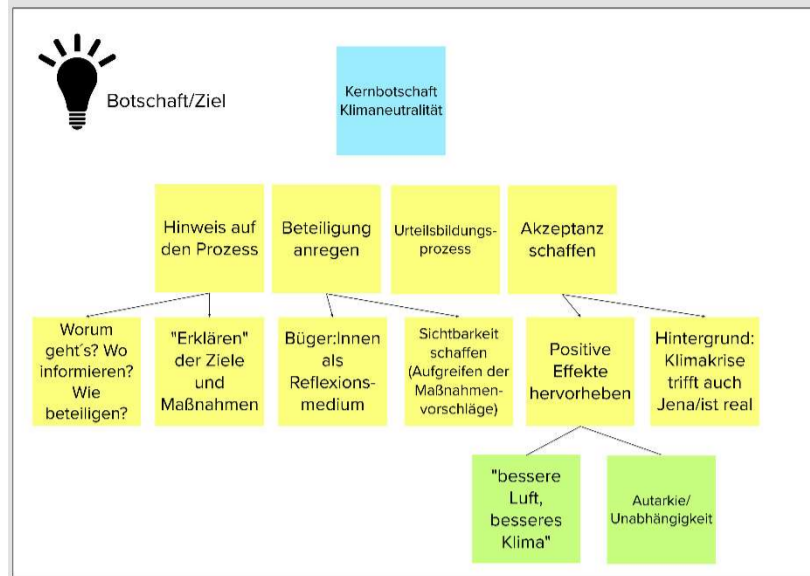 Botschaft/Ziel
Kernbotschaft
Klimaneutralität
Hinweis auf
den Prozess
Beteiligung
anregen
Urteilsbildungs-
prozess
Akzeptanz
schaffen
Worum
geht´s? Wo
informieren?
Wie
beteiligen?
"Erklären"
der Ziele
und
Maßnahmen
Büger:Innen
als
Reflexions-
medium
Sichtbarkeit
schaffen
(Aufgreifen der
Maßnahmen-
vorschläge)
Positive
Effekte
hervorheben
Hintergrund:
Klimakrise
trifft auch
Jena/ist real
"bessere
Luft,
besseres
Klima"
Autarkie/
Unabhängigkeit